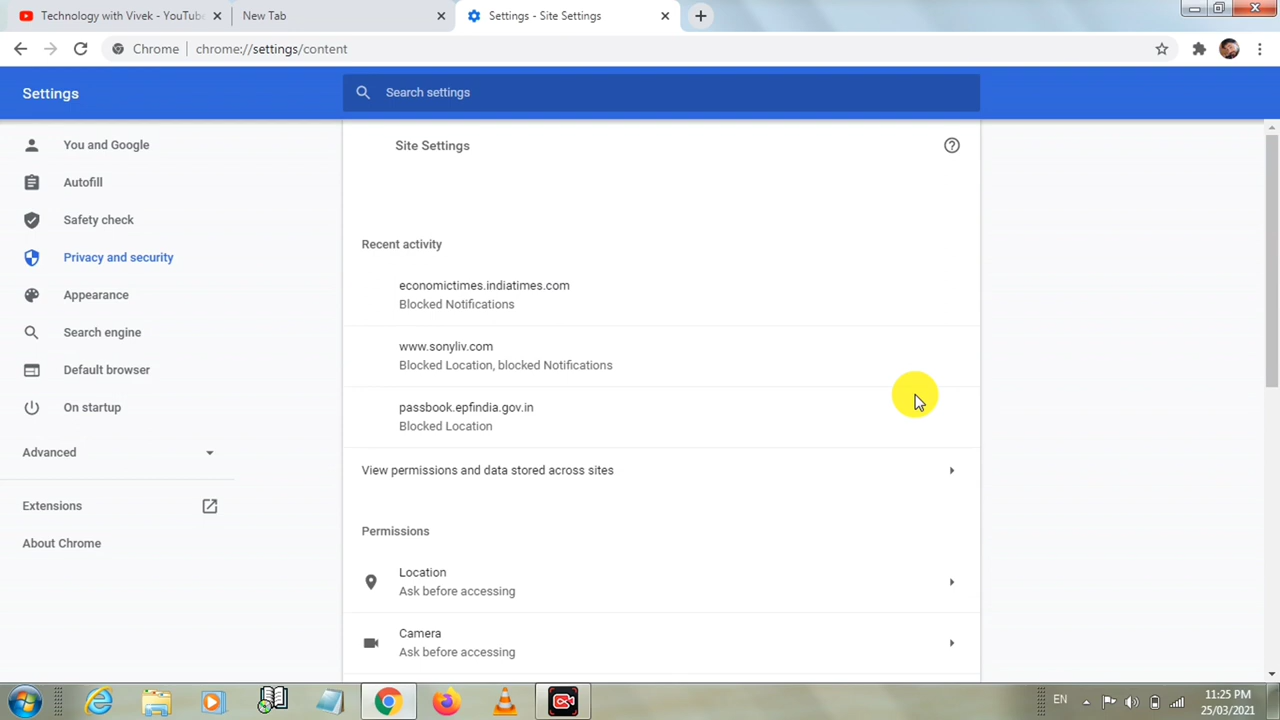 Technology with Vivek - YouTube
New Tab
Settings - Site Settings
Chrome
chrome://settings/content
Settings
Search settings
You and Google
Autofill
Safety check
Privacy and security
Appearance
Search engine
Default browser
On startup
Advanced
Extensions
About Chrome
Site Settings
Recent activity
economictimes.indiatimes.com
Blocked Notifications
www.sonyliv.com
Blocked Location, blocked Notifications
passbook.epfindia.gov.in
Blocked Location
View permissions and data stored across sites
Permissions
Location
Ask before accessing
Camera
Ask before accessing
EN
11:25 PM
25/03/2021